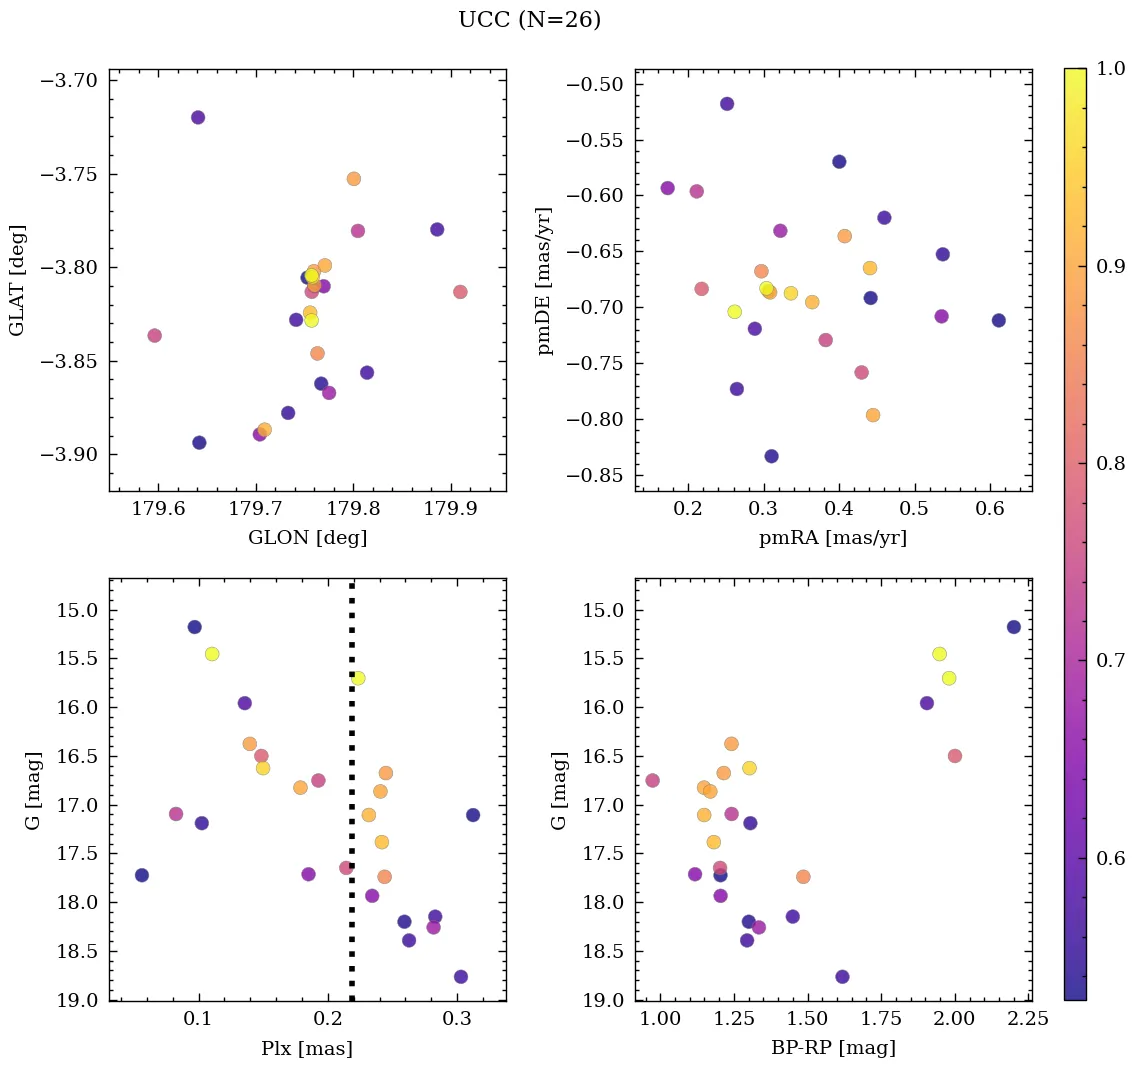 UCC (N=26)
−3.70
−3.75
−3.80
−3.85
−3.90
GLAT [deg]
179.6 179.7 179.8 179.9
GLON [deg]
−0.50
−0.55
−0.60
−0.65
−0.70
−0.75
−0.80
−0.85
pmDE [mas/yr]
0.2 0.3 0.4 0.5 0.6
pmRA [mas/yr]
15.0
15.5
16.0
16.5
17.0
17.5
18.0
18.5
19.0
G [mag]
0.1 0.2 0.3
Plx [mas]
15.0
15.5
16.0
16.5
17.0
17.5
18.0
18.5
19.0
G [mag]
1.00 1.25 1.50 1.75 2.00 2.25
BP-RP [mag]
1.0
0.9
0.8
0.7
0.6